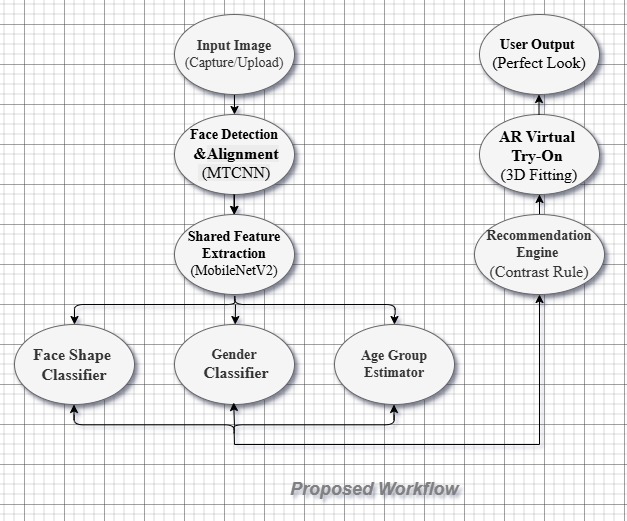 Input Image
(Capture/Upload)
Face Detection
&Alignment
(MTCNN)
Shared Feature
Extraction
(MobileNetV2)
Face Shape
Classifier
Gender
Classifier
Age Group
Estimator
User Output
(Perfect Look)
AR Virtual
Try-On
(3D Fitting)
Recommendation
Engine
(Contrast Rule)
Proposed Workflow